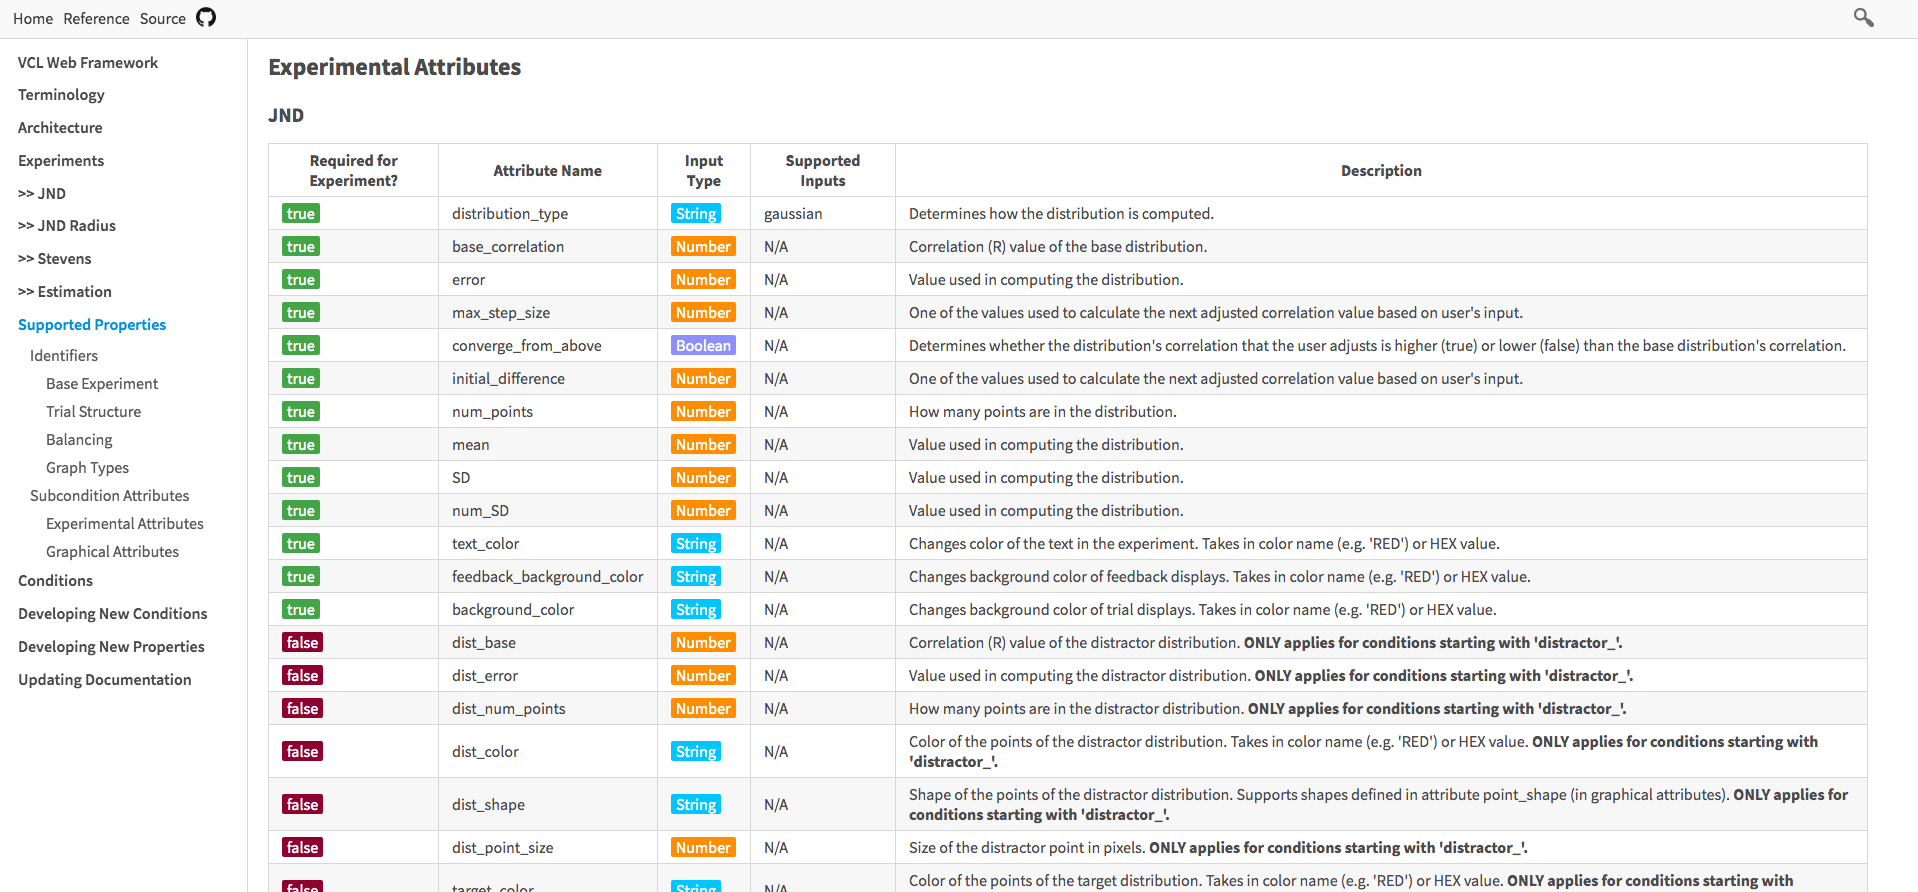 Home Reference Source
VCL Web Framework
Terminology
Architecture
Experiments
>> JND
>> JND Radius
>> Stevens
>> Estimation
Supported Properties
Identifiers
Base Experiment
Trial Structure
Balancing
Graph Types
Subcondition Attributes
Experimental Attributes
Graphical Attributes
Conditions
Developing New Conditions
Developing New Properties
Updating Documentation
Experimental Attributes
JND
Required for Experiment? Attribute Name Input Type Supported Inputs Description
true distribution_type String gaussian Determines how the distribution is computed.
true base_correlation Number N/A Correlation (R) value of the base distribution.
true error Number N/A Value used in computing the distribution.
true max_step_size Number N/A One of the values used to calculate the next adjusted correlation value based on user's input.
true converge_from_above Boolean N/A Determines whether the distribution's correlation that the user adjusts is higher (true) or lower (false) than the base distribution's correlation.
true initial_difference Number N/A One of the values used to calculate the next adjusted correlation value based on user's input.
true num_points Number N/A How many points are in the distribution.
true mean Number N/A Value used in computing the distribution.
true SD Number N/A Value used in computing the distribution.
true num_SD Number N/A Value used in computing the distribution.
true text_color String N/A Changes color of the text in the experiment. Takes in color name (e.g. 'RED') or HEX value.
true feedback_background_color String N/A Changes background color of feedback displays. Takes in color name (e.g. 'RED') or HEX value.
true background_color String N/A Changes background color of trial displays. Takes in color name (e.g. 'RED') or HEX value.
false dist_base Number N/A Correlation (R) value of the distractor distribution. ONLY applies for conditions starting with 'distractor_'.
false dist_error Number N/A Value used in computing the distractor distribution. ONLY applies for conditions starting with 'distractor_'.
false dist_num_points Number N/A How many points are in the distractor distribution. ONLY applies for conditions starting with 'distractor_'.
false dist_color String N/A Color of the points of the distractor distribution. Takes in color name (e.g. 'RED') or HEX value. ONLY applies for conditions starting with
'distractor_'.
false dist_shape String N/A Shape of the points of the distractor distribution. Supports shapes defined in attribute point_shape (in graphical attributes). ONLY applies for
conditions starting with 'distractor_'.
false dist_point_size Number N/A Size of the distractor point in pixels. ONLY applies for conditions starting with 'distractor_'.
false target_color String N/A Color of the points of the target distribution. Takes in color name (e.g. 'RED') or HEX value. ONLY applies for conditions starting with